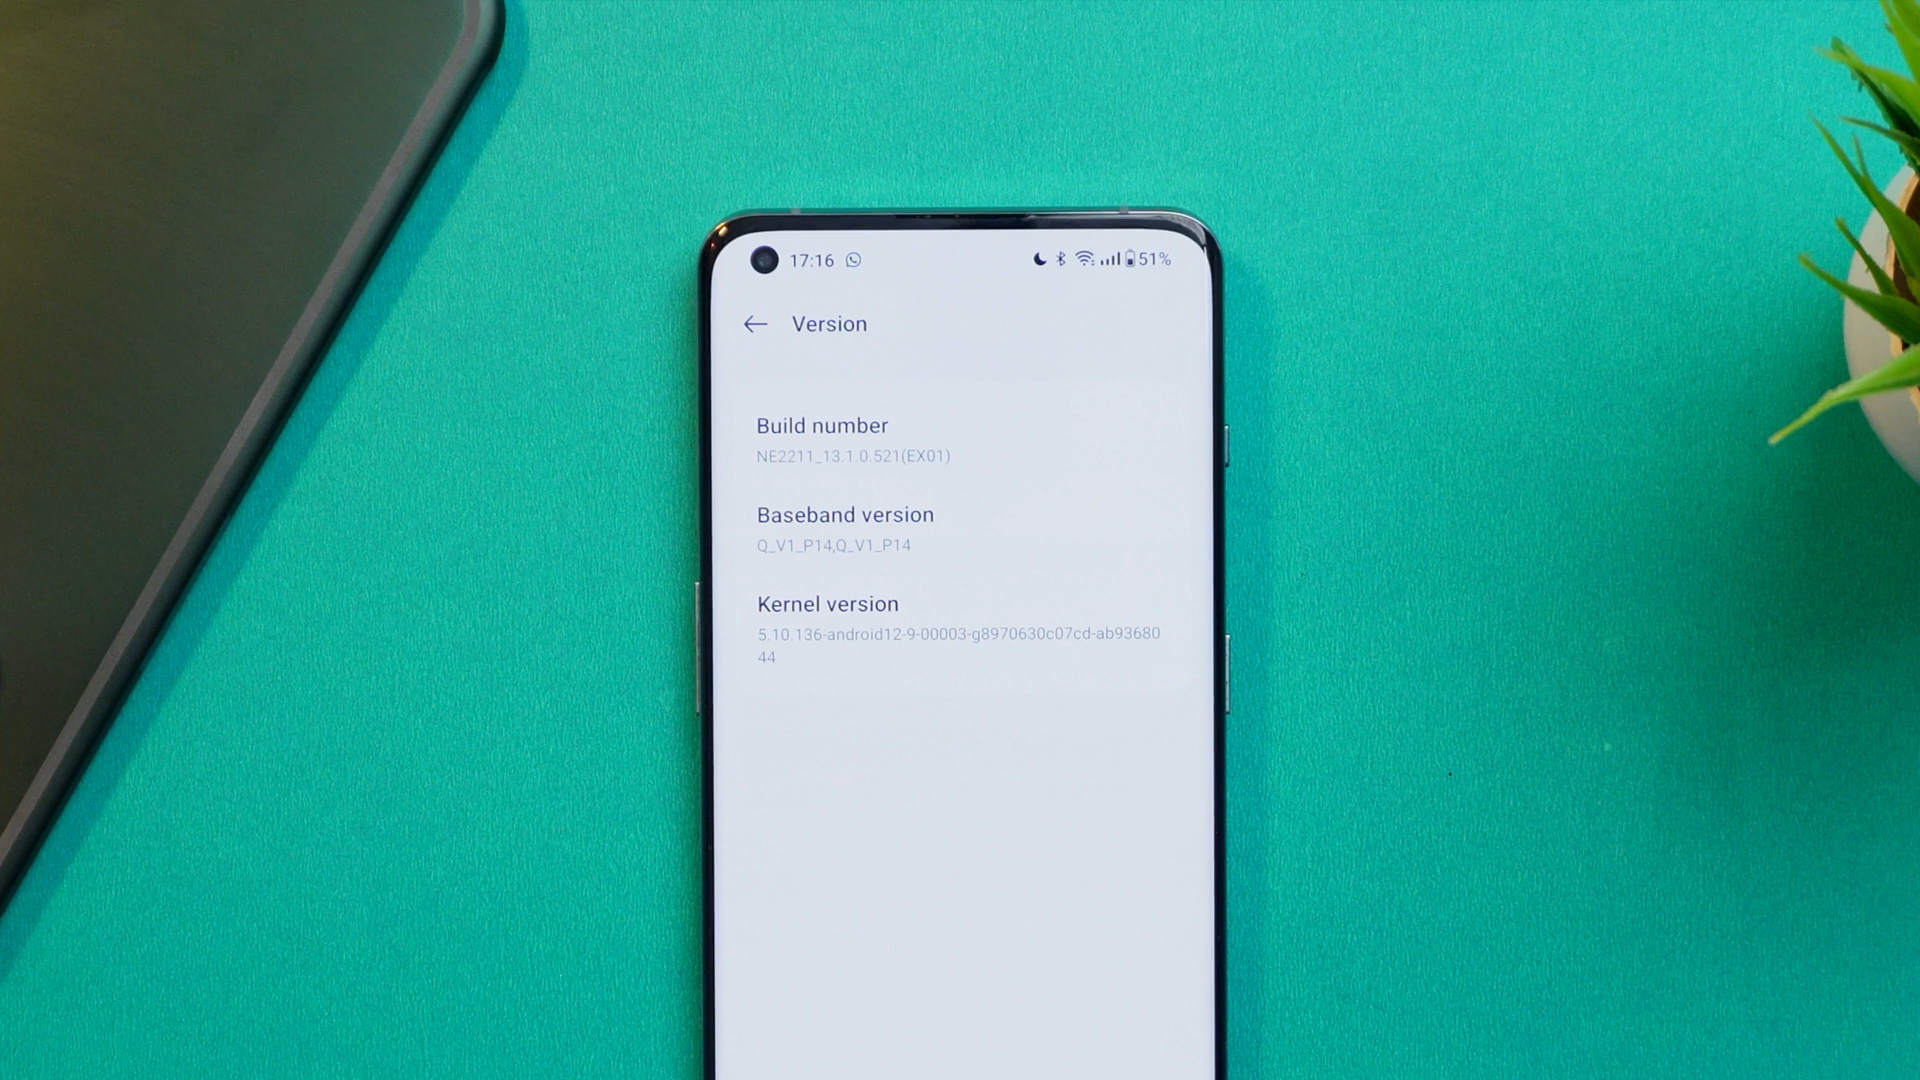 17:16 51%
Version
Build number
NE2211_13.1.0.521(EX01)
Baseband version
Q_V1_P14,Q_V1_P14
Kernel version
5.10.136-android12-9-00003-g8970630c07cd-ab93680
44